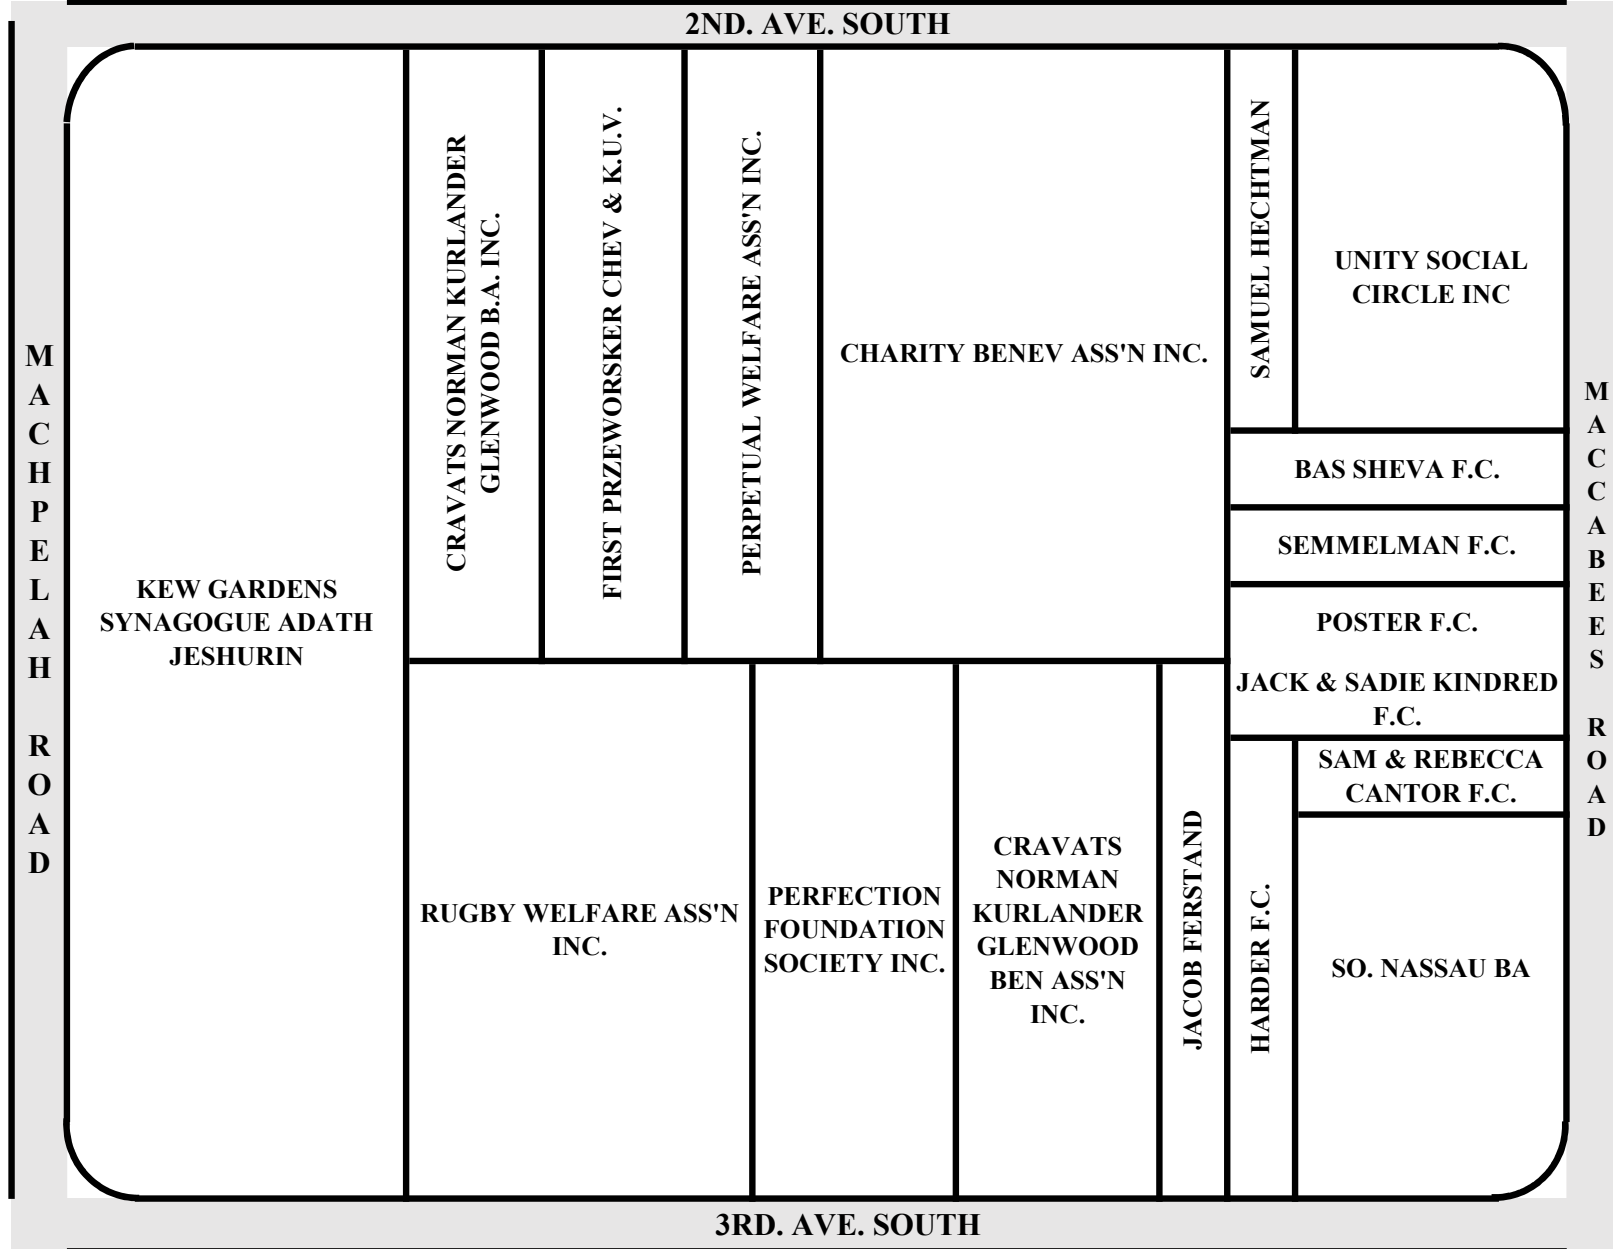 2ND. AVE. SOUTH
MACHPELAH ROAD
KEW GARDENS
SYNAGOGUE ADATH
JESHURIN
CRAVATS NORMAN KURLANDER
GLENWOOD B.A. INC.
FIRST PRZEWORSKER CHEV & K.U.V.
PERPETUAL WELFARE ASS'N INC.
CHARITY BENEV ASS'N INC.
SAMUEL HECHTMAN
UNITY SOCIAL
CIRCLE INC
BAS SHEVA F.C.
SEMMELMAN F.C.
POSTER F.C.
JACK & SADIE KINDRED
F.C.
SAM & REBECCA
CANTOR F.C.
RUGBY WELFARE ASS'N
INC.
PERFECTION
FOUNDATION
SOCIETY INC.
CRAVATS
NORMAN
KURLANDER
GLENWOOD
BEN ASS'N
INC.
JACOB FERSTAND
HARDER F.C.
SO. NASSAU BA
MACCABEES ROAD
3RD. AVE. SOUTH